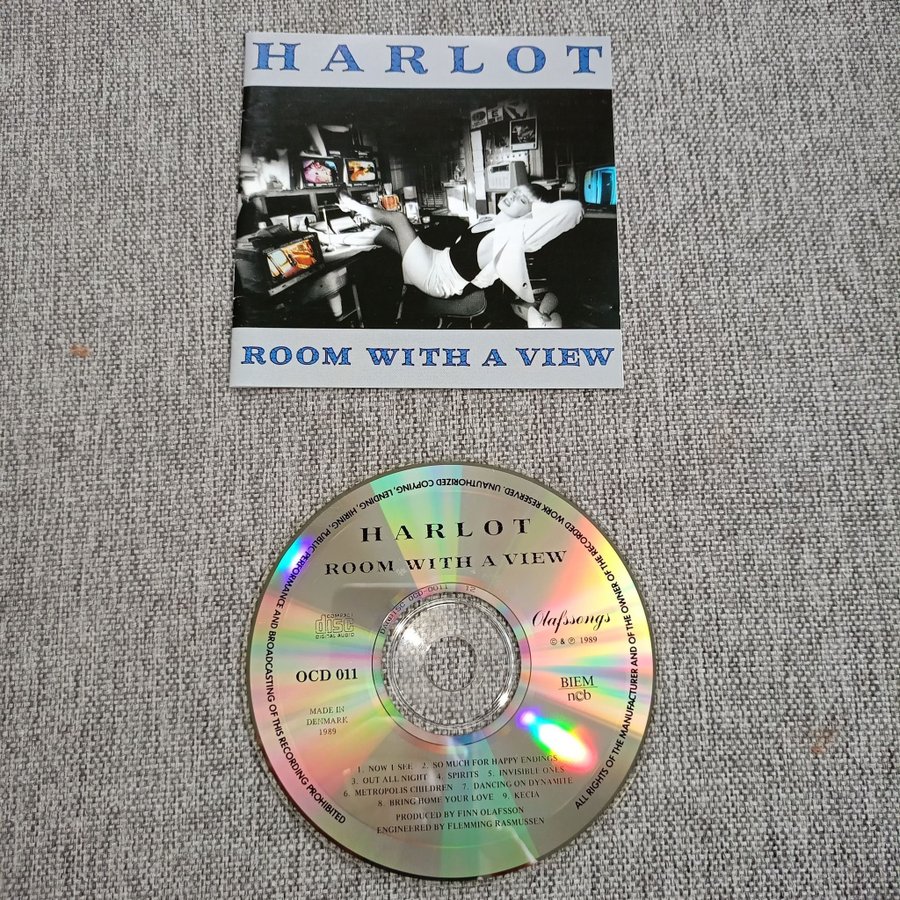 HARLOT
ROOM WITH A VIEW
ALL RIGHTS OF THE MANUFACTURER AND OF THE OWNER OF THE RECORDED WORK RESERVED. UNAUTHORIZED COPYING, LENDING, HIRING, PUBLIC PERFORMANCE AND BROADCASTING OF THIS RECORDING PROHIBITED
HARLOT
ROOM WITH A VIEW
COMPACT
disc
DIGITAL AUDIO
OCD-0011 12
Olafssongs
© & ℗ 1989
OCD 011
BIEM
ncb
MADE IN
DENMARK
1989
1. NOW I SEE 2. SO MUCH FOR HAPPY ENDINGS
3. OUT ALL NIGHT 4. SPIRITS 5. INVISIBLE ONES
6. METROPOLIS CHILDREN 7. DANCING ON DYNAMITE
8. BRING HOME YOUR LOVE 9. KECIA
PRODUCED BY FINN OLAFSSON
ENGINEERED BY FLEMMING RASMUSSEN